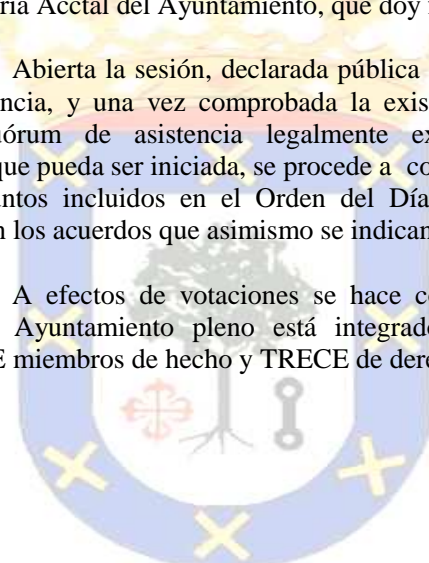 ría Acctal del Ayuntamiento, que doy
Abierta la sesión, declarada pública
ncia, y una vez comprobada la exis
uórum de asistencia legalmente ex
que pueda ser iniciada, se procede a co
ntos incluidos en el Orden del Día
n los acuerdos que asimismo se indican
A efectos de votaciones se hace co
Ayuntamiento pleno está integrado
E miembros de hecho y TRECE de dere